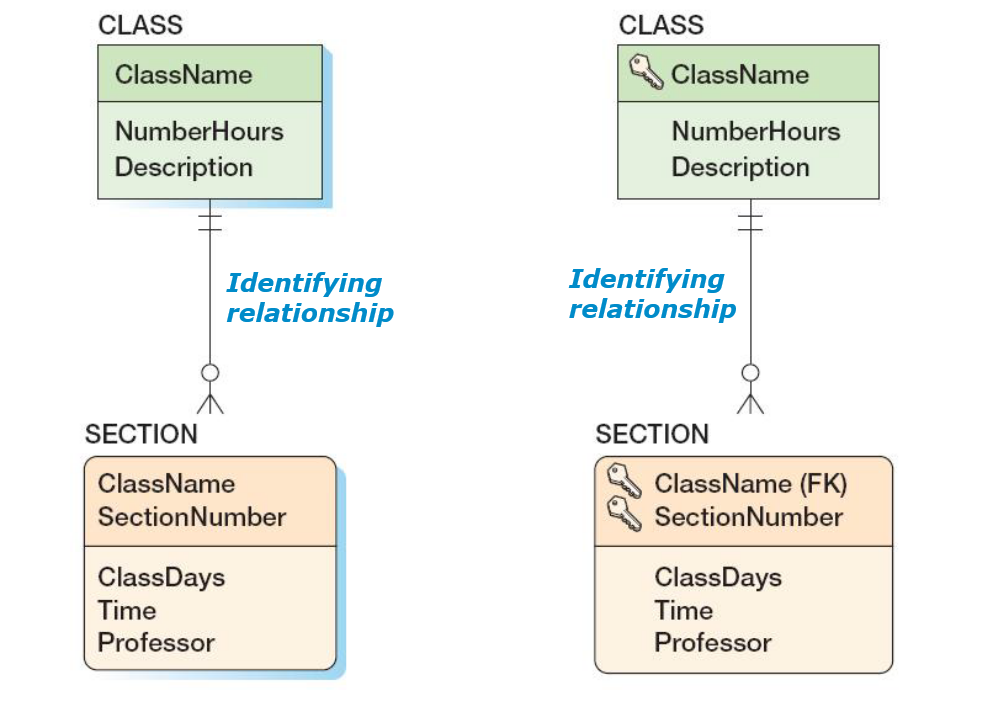 CLASS
ClassName
NumberHours
Description
Identifying
relationship
SECTION
ClassName
SectionNumber
ClassDays
Time
Professor
CLASS
ClassName
NumberHours
Description
Identifying
relationship
SECTION
ClassName (FK)
SectionNumber
ClassDays
Time
Professor